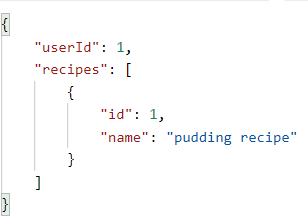 {
    "userId": 1,
    "recipes": [
        {
            "id": 1,
            "name": "pudding recipe"
        }
    ]
}